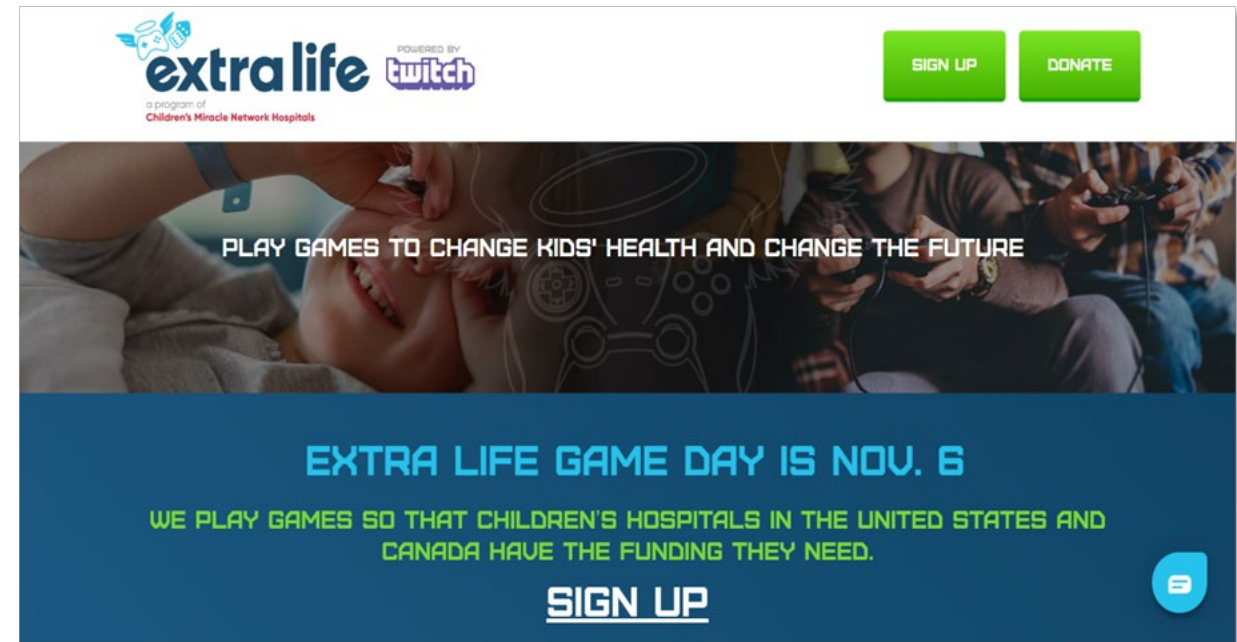 extra life
POWERED BY
twitch
a program of
Children's Miracle Network Hospitals
SIGN UP
DONATE
PLAY GAMES TO CHANGE KIDS' HEALTH AND CHANGE THE FUTURE
EXTRA LIFE GAME DAY IS NOV. 6
WE PLAY GAMES SO THAT CHILDREN'S HOSPITALS IN THE UNITED STATES AND
CANADA HAVE THE FUNDING THEY NEED.
SIGN UP